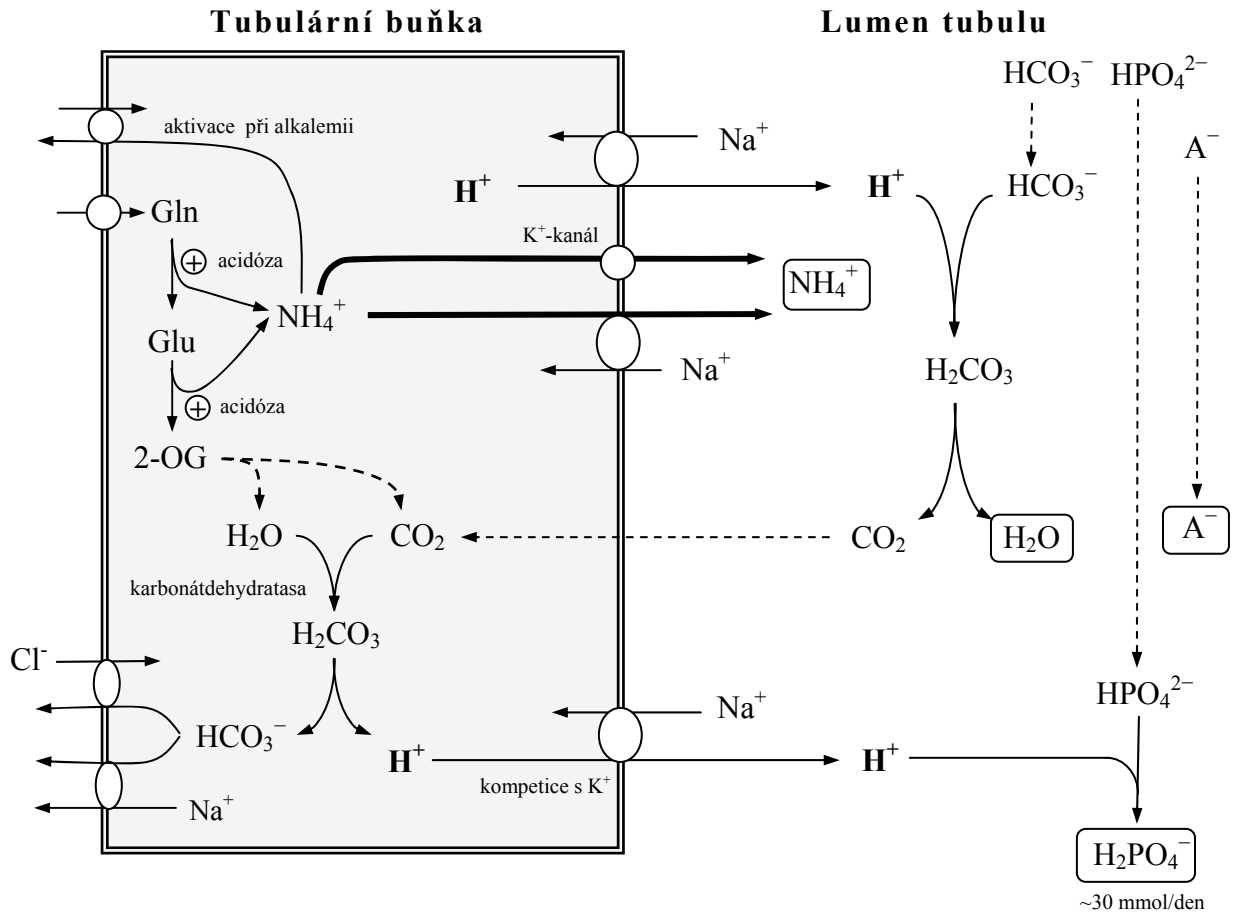 Tubulární buňka
Lumen tubulu
HCO₃⁻
HPO₄²⁻
aktivace při alkalemii
Na⁺
A⁻
H⁺
H⁺
HCO₃⁻
Gln
K⁺-kanál
acidóza
NH₄⁺
NH₄⁺
Glu
Na⁺
H₂CO₃
acidóza
2-OG
H₂O
CO₂
CO₂
H₂O
A⁻
karbonátdehydratasa
H₂CO₃
Cl⁻
HPO₄²⁻
Na⁺
HCO₃⁻
H⁺
H⁺
kompetice s K⁺
Na⁺
H₂PO₄⁻
~30 mmol/den